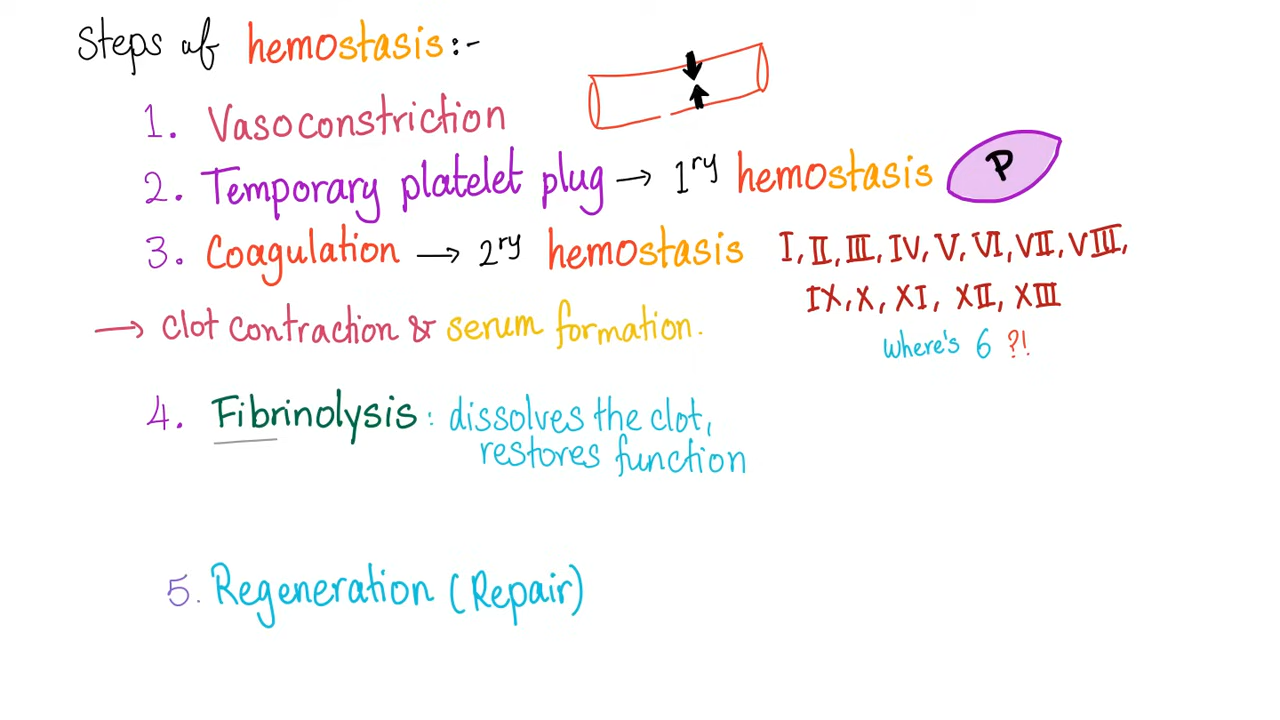 Steps of hemostasis:-
1. Vasoconstriction
2. Temporary platelet plug → 1ry hemostasis P
3. Coagulation → 2ry hemostasis I, II, III, IV, V, VI, VII, VIII,
IX, X, XI, XII, XIII
→ clot contraction & serum formation.
where's 6 ?!
4. Fibrinolysis: dissolves the clot,
restores function
5. Regeneration (Repair)